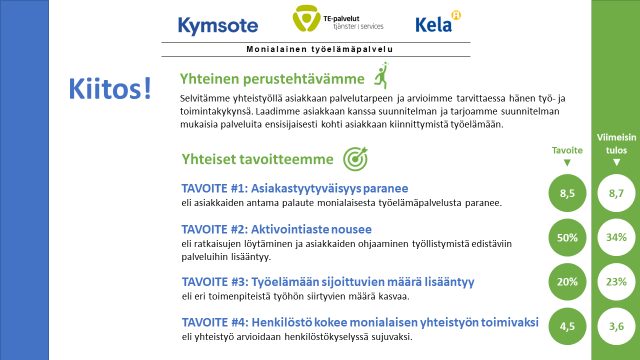 Kymsote
TE-palvelut
tjänster | services
Kela
Monialainen työelämäpalvelu
Kiitos!
Yhteinen perustehtävämme
Selvitämme yhteistyöllä asiakkaan palvelutarpeen ja arvioimme tarvittaessa hänen työ- ja
toimintakykynsä. Laadimme asiakkaan kanssa suunnitelman ja tarjoamme suunnitelman
mukaisia palveluita ensisijaisesti kohti asiakkaan kiinnittymistä työelämään.
Yhteiset tavoitteemme
Tavoite
Viimeisin
tulos
TAVOITE #1: Asiakastyytyväisyys paranee
eli asiakkaiden antama palaute monialaisesta työelämäpalvelusta paranee.
8,5
8,7
TAVOITE #2: Aktivointiaste nousee
eli ratkaisujen löytäminen ja asiakkaiden ohjaaminen työllistymistä edistäviin
palveluihin lisääntyy.
50%
34%
TAVOITE #3: Työelämään sijoittuvien määrä lisääntyy
eli eri toimenpiteistä työhön siirtyvien määrä kasvaa.
20%
23%
TAVOITE #4: Henkilöstö kokee monialaisen yhteistyön toimivaksi
eli yhteistyö arvioidaan henkilöstökyselyssä sujuvaksi.
4,5
3,6